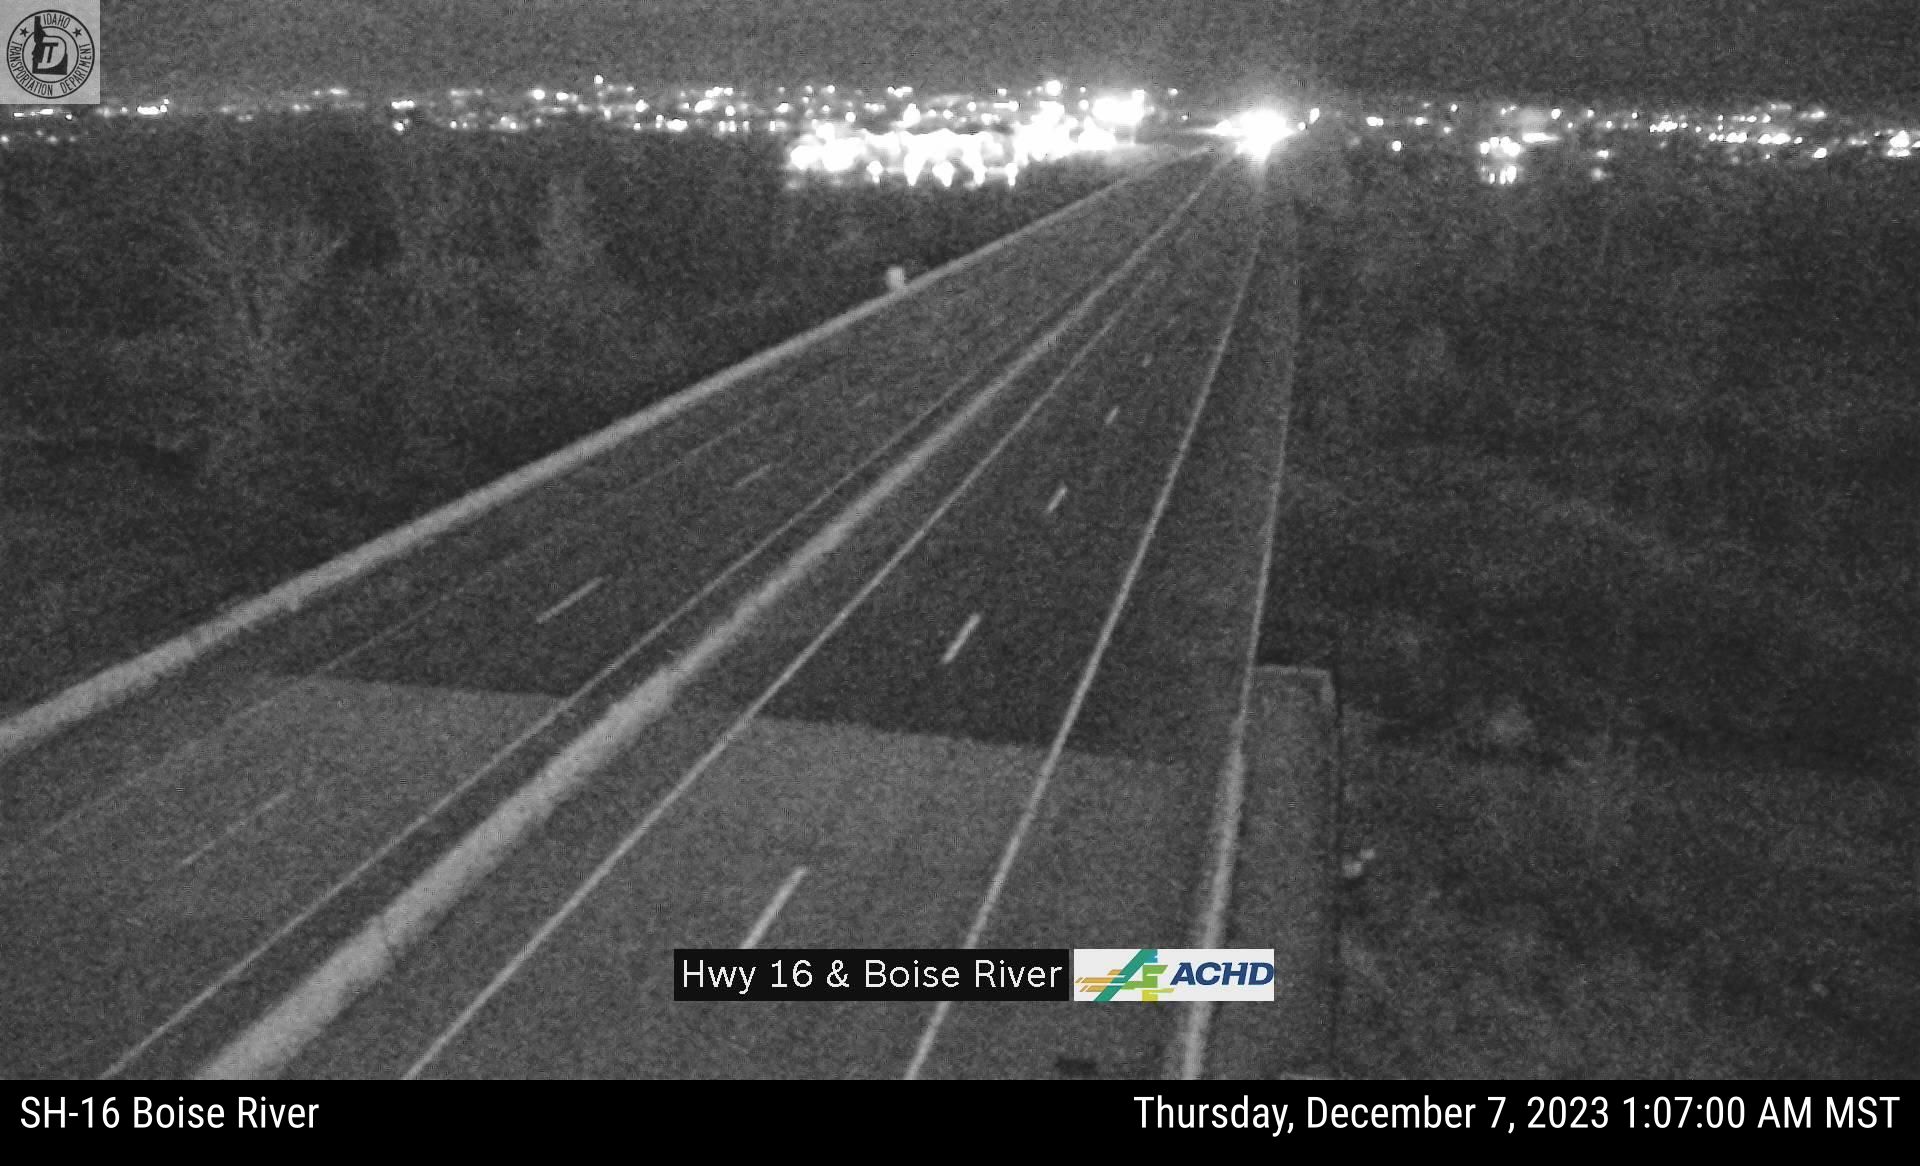 IDAHO
TRANSPORTATION DEPARTMENT
Hwy 16 & Boise River
ACHD
SH-16 Boise River
Thursday, December 7, 2023 1:07:00 AM MST